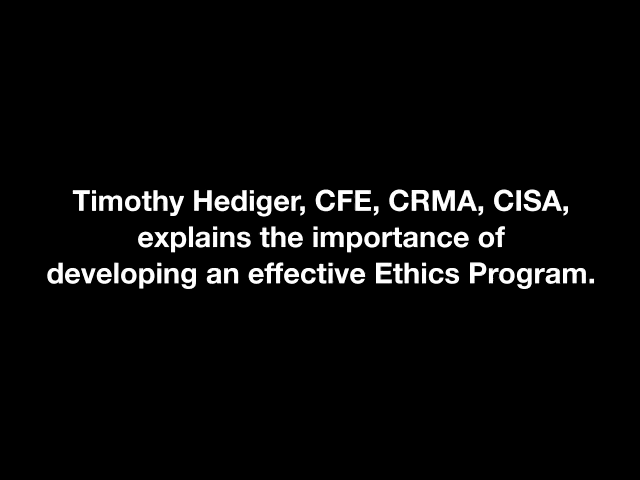 Timothy Hediger, CFE, CRMA, CISA,
explains the importance of
developing an effective Ethics Program.